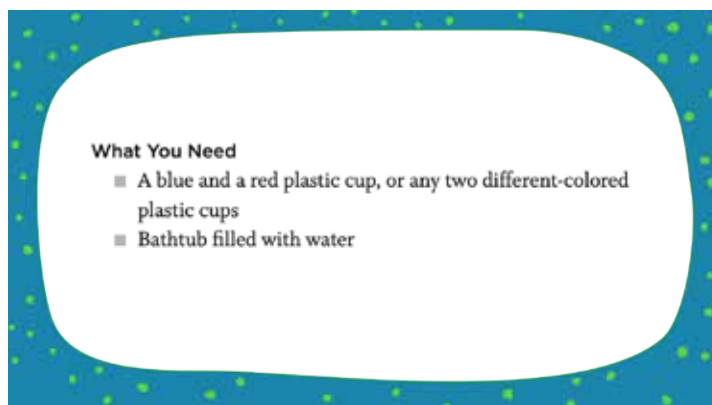 What You Need
■ A blue and a red plastic cup, or any two different-colored
plastic cups
■ Bathtub filled with water